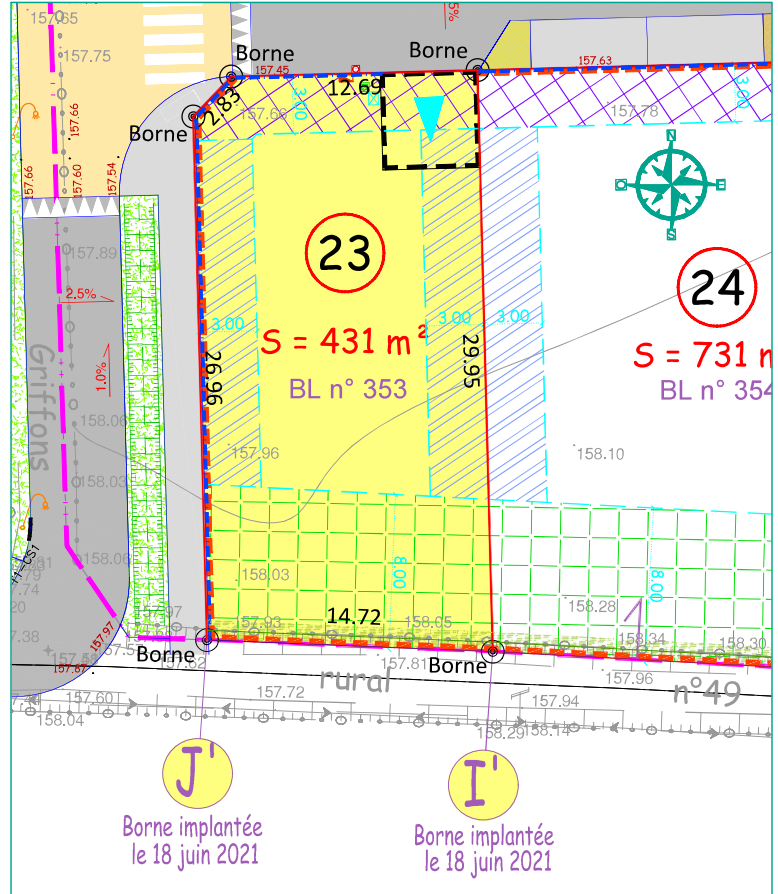 157.65
5%
157.75
Borne
Borne
157.45
157.63
12.69
2.83
3.00
157.66
157.78
3.00
157.66
Borne
157.66
157.60
157.54
N
O
E
S
23
157.89
24
2.5%
3.00
3.00
3.00
S = 431 m²
S = 731 m
26.96
29.95
BL n° 353
BL n° 354
1.0%
Griffons
158.06
157.96
158.10
158.03
158.06
158.03
8.00
8.00
158.28
14.72
157.93
158.05
158.34
158.30
157.97
Borne
157.62
157.81
Borne
157.87
157.96
rural
n°49
157.60
157.72
157.94
158.04
158.29
158.14
J'
I'
Borne implantée
le 18 juin 2021
Borne implantée
le 18 juin 2021